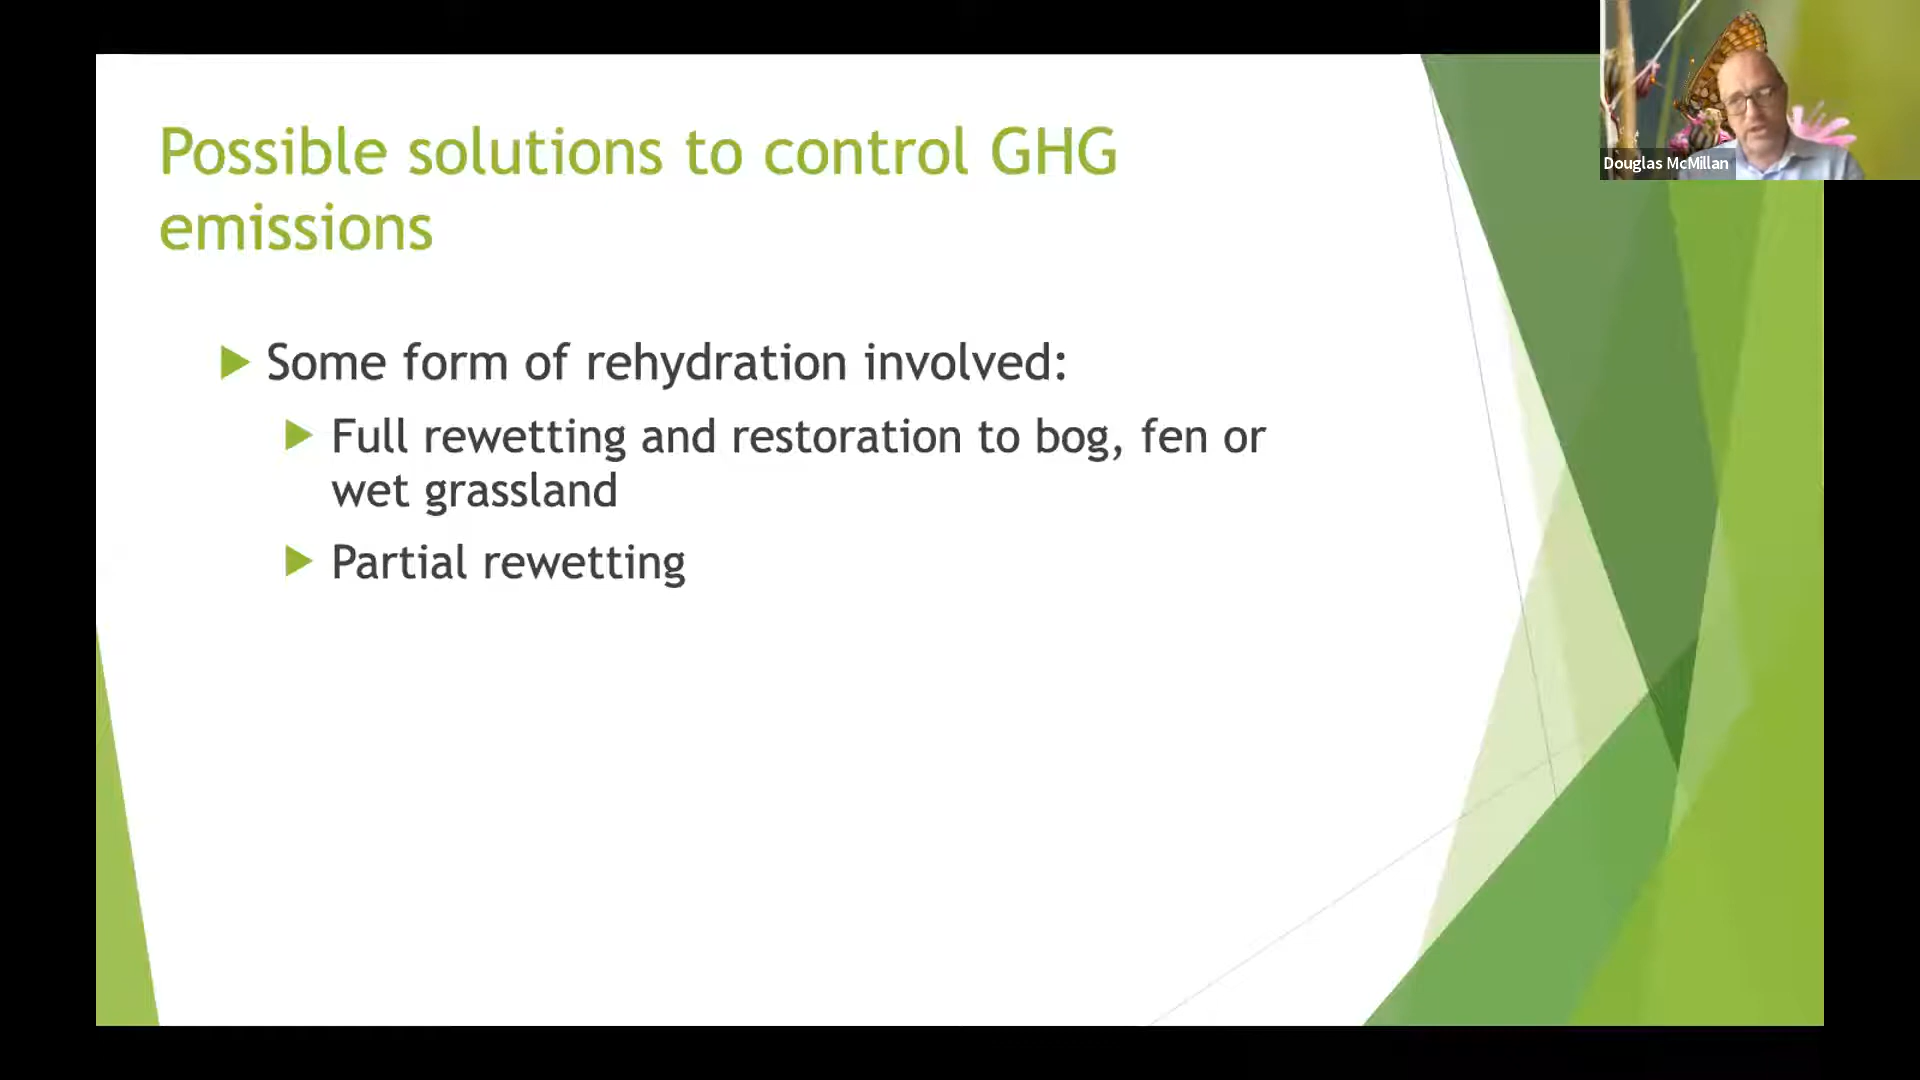 Possible solutions to control GHG
emissions
Some form of rehydration involved:
Full rewetting and restoration to bog, fen or
wet grassland
Partial rewetting
Douglas McMillan